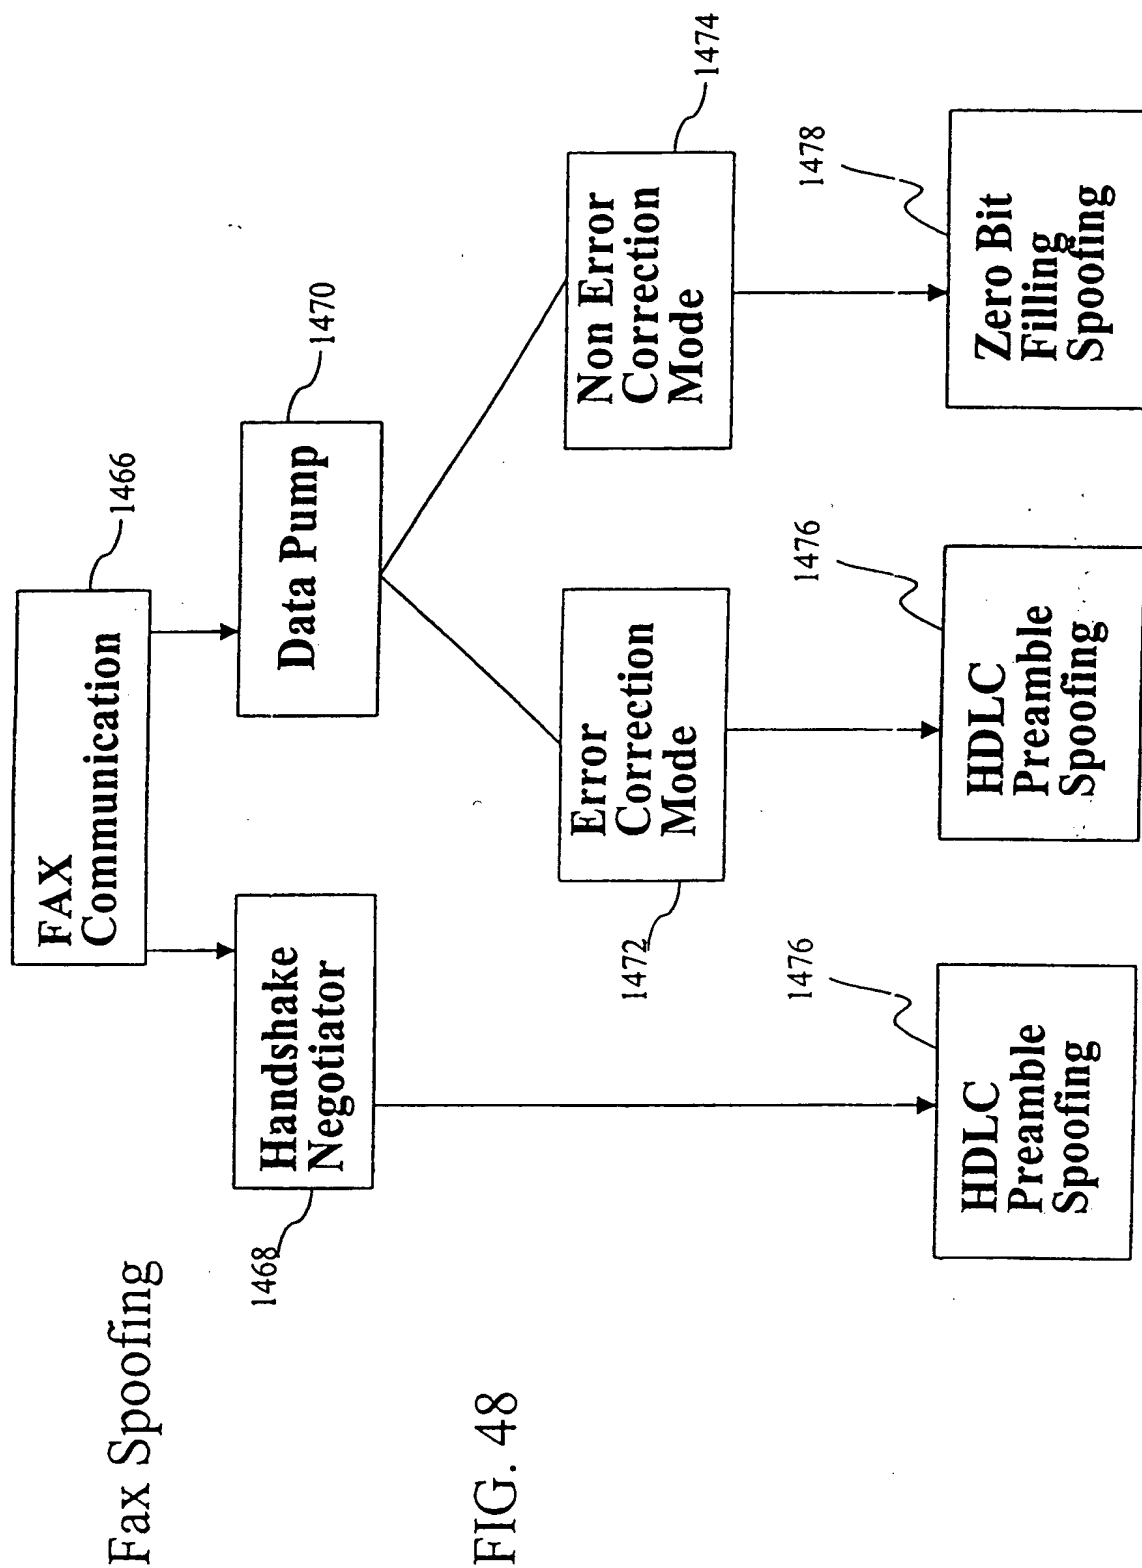 Fax Spoofing
FAX
Communication
1466
Handshake
Negotiator
1468
Data Pump
1470
Error
Correction
Mode
1472
Non Error
Correction
Mode
1474
HDLC
Preamble
Spoofing
1476
HDLC
Preamble
Spoofing
1476
Zero Bit
Filling
Spoofing
1478
FIG. 48